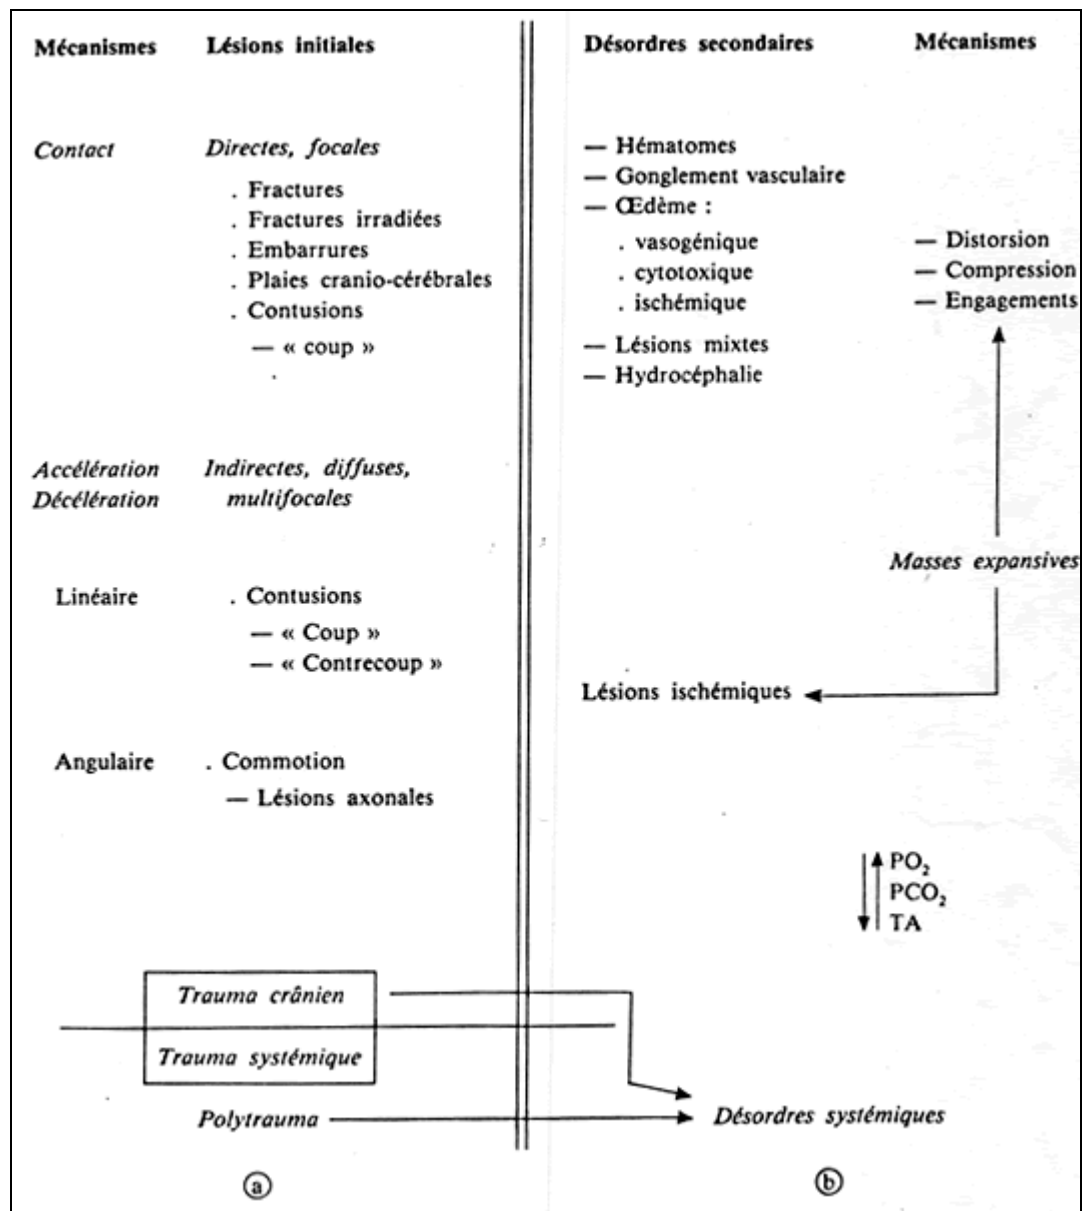 Mécanismes Lésions initiales
Contact Directes, focales
. Fractures
. Fractures irradiées
. Embarrures
. Plaies cranio-cérébrales
. Contusions
— « coup »
Accélération Indirectes, diffuses,
Décélération multifocales
Linéaire . Contusions
— « Coup »
— « Contrecoup »
Angulaire . Commotion
— Lésions axonales
Trauma crânien
Trauma systémique
Polytrauma
a
Désordres secondaires Mécanismes
— Hématomes
— Gonglement vasculaire
— Œdème :
. vasogénique — Distorsion
. cytotoxique — Compression
. ischémique — Engagements
— Lésions mixtes
— Hydrocéphalie
Masses expansives
Lésions ischémiques
PO₂
PCO₂
TA
Désordres systémiques
b